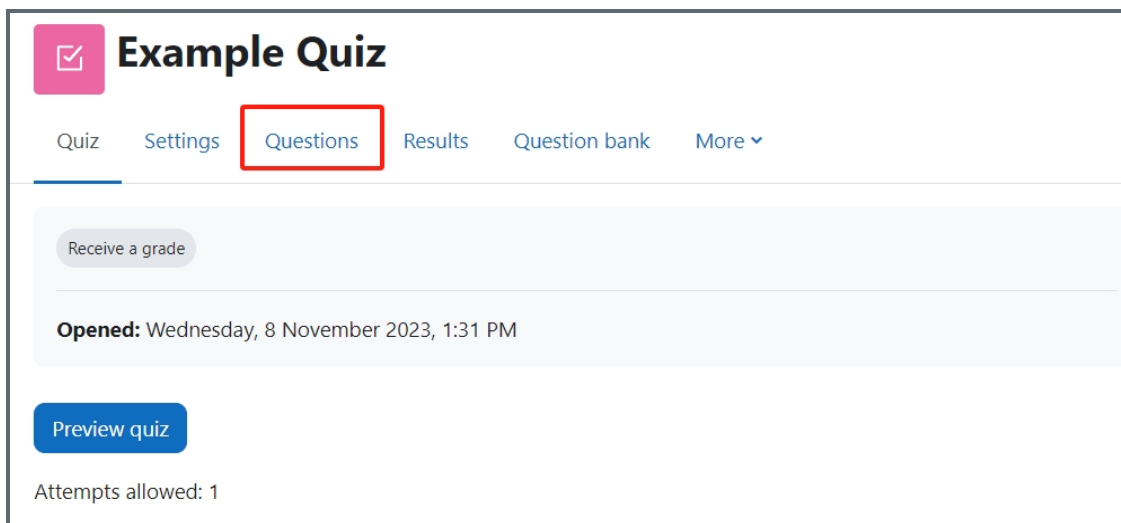 Example Quiz
Quiz Settings Questions Results Question bank More
Receive a grade
Opened: Wednesday, 8 November 2023, 1:31 PM
Preview quiz
Attempts allowed: 1